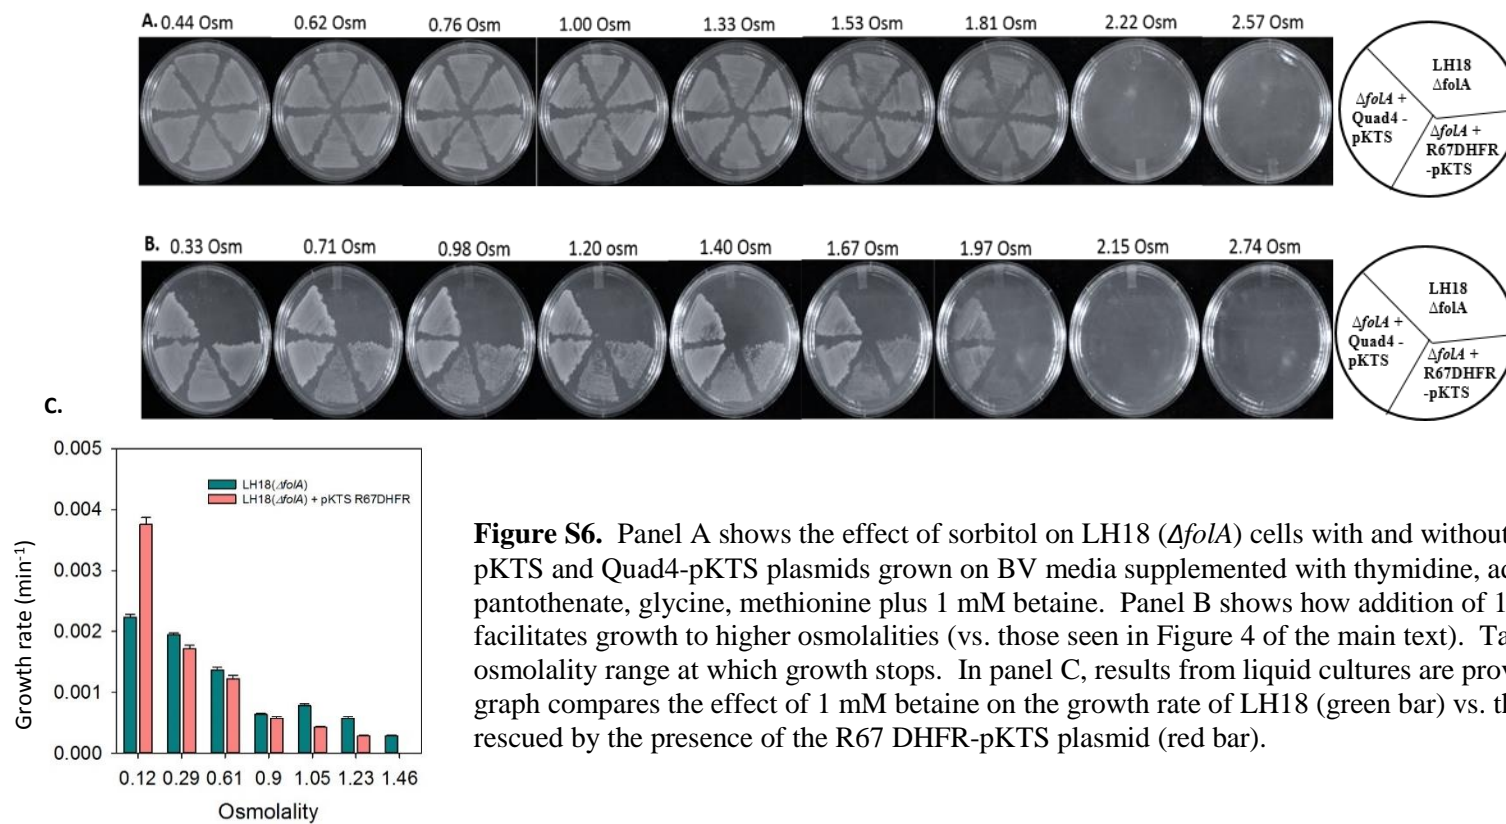 A. 0.44 Osm 0.62 Osm 0.76 Osm 1.00 Osm 1.33 Osm 1.53 Osm 1.81 Osm 2.22 Osm 2.57 Osm
LH18
ΔfolA
ΔfolA +
Quad4 -
pKTS
ΔfolA +
R67DHFR
-pKTS
B. 0.33 Osm 0.71 Osm 0.98 Osm 1.20 Osm 1.40 Osm 1.67 Osm 1.97 Osm 2.15 Osm 2.74 Osm
LH18
ΔfolA
ΔfolA +
Quad4 -
pKTS
ΔfolA +
R67DHFR
-pKTS
C.
Growth rate (min⁻¹)
0.005
0.004
0.003
0.002
0.001
0.000
LH18(ΔfolA)
LH18(ΔfolA) + pKTS R67DHFR
0.12 0.29 0.61 0.9 1.05 1.23 1.46
Osmolality
Figure S6. Panel A shows the effect of sorbitol on LH18 (ΔfolA) cells with and without
pKTS and Quad4-pKTS plasmids grown on BV media supplemented with thymidine,
pantothenate, glycine, methionine plus 1 mM betaine. Panel B shows how addition of 1
facilitates growth to higher osmolalities (vs. those seen in Figure 4 of the main text).
osmolality range at which growth stops. In panel C, results from liquid cultures are
graph compares the effect of 1 mM betaine on the growth rate of LH18 (green bar) vs.
rescued by the presence of the R67 DHFR-pKTS plasmid (red bar).